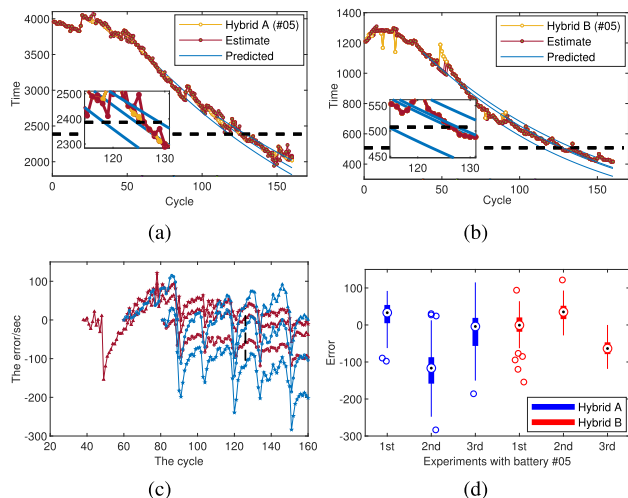 4000
3500
3000
2500
2000
Time
0
50
100
150
Cycle
Hybrid A (#05)
Estimate
Predicted
2500
2400
2300
120
130
(a)
1400
1200
1000
800
600
400
200
Time
0
50
100
150
Cycle
Hybrid B (#05)
Estimate
Predicted
550
500
450
120
130
(b)
100
0
-100
-200
-300
The error/sec
20
40
60
80
100
120
140
160
The cycle
(c)
100
0
-100
-200
-300
Error
1st
2nd
3rd
1st
2nd
3rd
Experiments with battery #05
Hybrid A
Hybrid B
(d)